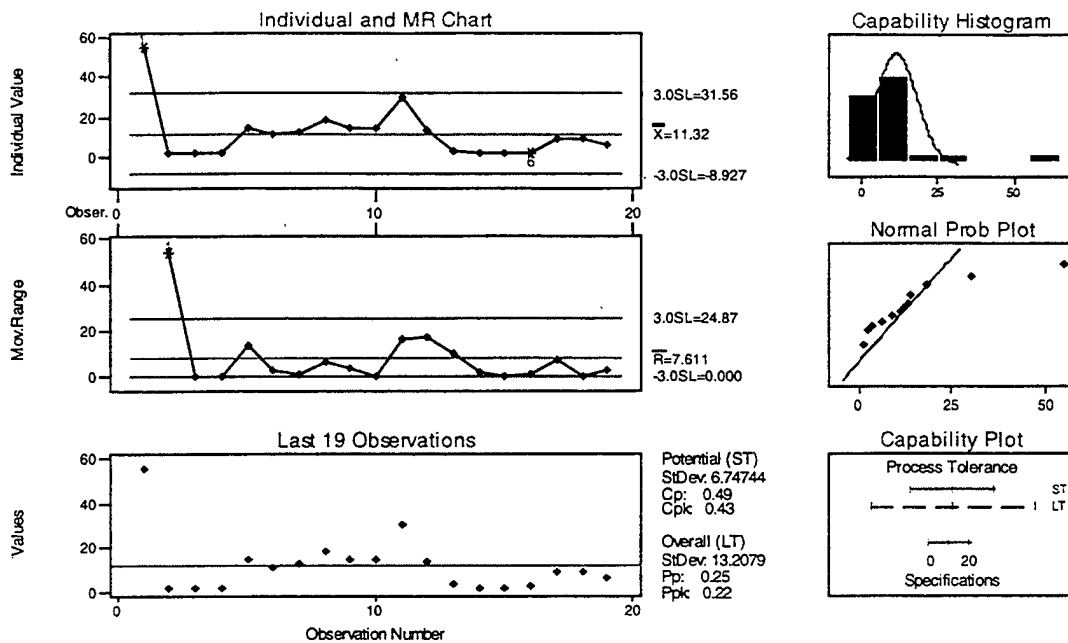 Individual and MR Chart
Individual Value
60
40
20
0
3.0SL=31.56
X=11.32
-3.0SL=-8.927
6
Obser. 0
10
20
Mov.Range
60
40
20
0
3.0SL=24.87
R=7.611
-3.0SL=0.000
Last 19 Observations
Values
60
40
20
0
0
10
20
Observation Number
Potential (ST)
StDev: 6.74744
Cp: 0.49
Cpk: 0.43
Overall (LT)
StDev: 13.2079
Pp: 0.25
Ppk: 0.22
Capability Histogram
0
25
50
Normal Prob Plot
0
50
Capability Plot
Process Tolerance
ST
LT
0 20
Specifications